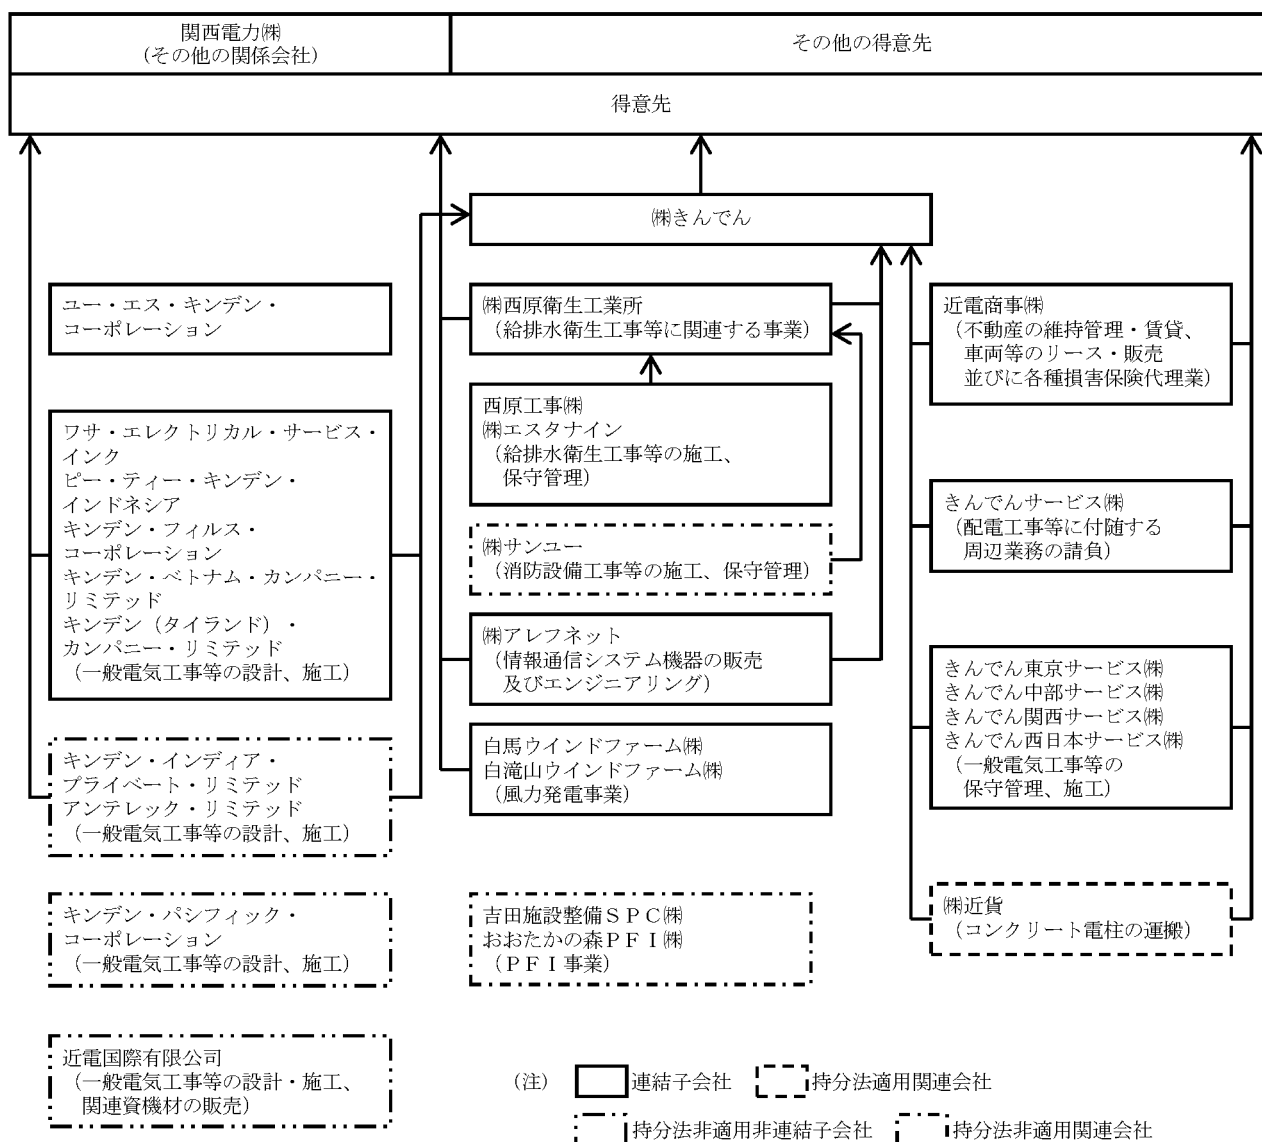 関西電力㈱
(その他の関係会社)
その他の得意先
得意先
㈱きんでん
ユー・エス・キンデン・
コーポレーション
ワサ・エレクトリカル・サービス・
インク
ピー・ティー・キンデン・
インドネシア
キンデン・フィルス・
コーポレーション
キンデン・ベトナム・カンパニー・
リミテッド
キンデン（タイランド）・
カンパニー・リミテッド
（一般電気工事等の設計、施工）
キンデン・インディア・
プライベート・リミテッド
アンテレック・リミテッド
（一般電気工事等の設計、施工）
キンデン・パシフィック・
コーポレーション
（一般電気工事等の設計、施工）
近電国際有限公司
（一般電気工事等の設計・施工、
関連資機材の販売）
㈱西原衛生工業所
（給排水衛生工事等に関連する事業）
西原工事㈱
㈱エスタナイン
（給排水衛生工事等の施工、
保守管理）
㈱サンユー
（消防設備工事等の施工、保守管理）
㈱アレフネット
（情報通信システム機器の販売
及びエンジニアリング）
白馬ウインドファーム㈱
白滝山ウインドファーム㈱
（風力発電事業）
吉田施設整備ＳＰＣ㈱
おおたかの森ＰＦＩ㈱
（ＰＦＩ事業）
近電商事㈱
（不動産の維持管理・賃貸、
車両等のリース・販売
並びに各種損害保険代理業）
きんでんサービス㈱
（配電工事等に付随する
周辺業務の請負）
きんでん東京サービス㈱
きんでん中部サービス㈱
きんでん関西サービス㈱
きんでん西日本サービス㈱
（一般電気工事等の
保守管理、施工）
㈱近貨
（コンクリート電柱の運搬）
（注） 連結子会社 持分法適用関連会社
持分法非適用非連結子会社 持分法非適用関連会社